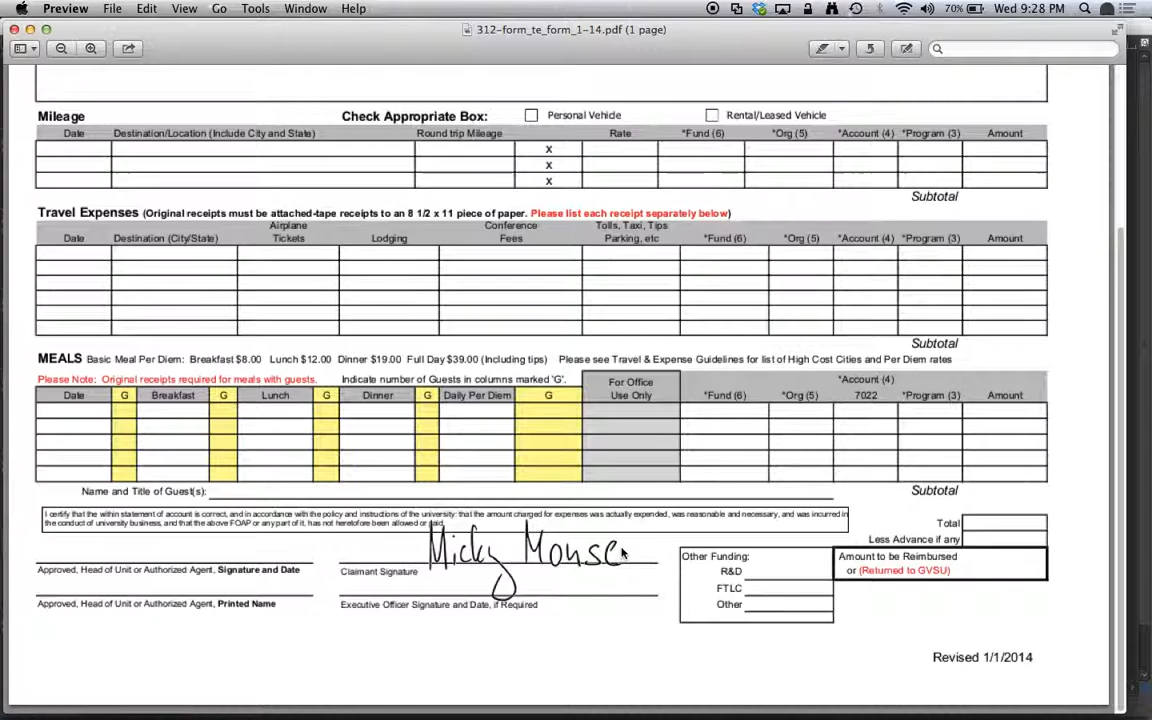 Preview File Edit View Go Tools Window Help 70% Wed 9:28 PM
312-form_te_form_1-14.pdf (1 page)
Mileage Check Appropriate Box: Personal Vehicle Rental/Leased Vehicle
Date Destination/Location (Include City and State) Round trip Mileage Rate *Fund (6) *Org (5) *Account (4) *Program (3) Amount
x
x
x
Subtotal
Travel Expenses (Original receipts must be attached-tape receipts to an 8 1/2 x 11 piece of paper. Please list each receipt separately below)
Airplane Conference Tolls, Taxi, Tips
Date Destination (City/State) Tickets Lodging Fees Parking, etc *Fund (6) *Org (5) *Account (4) *Program (3) Amount
Subtotal
MEALS Basic Meal Per Diem: Breakfast $8.00 Lunch $12.00 Dinner $19.00 Full Day $39.00 (Including tips) Please see Travel & Expense Guidelines for list of High Cost Cities and Per Diem rates
Please Note: Original receipts required for meals with guests. Indicate number of Guests in columns marked 'G'. For Office *Account (4)
Date G Breakfast G Lunch G Dinner G Daily Per Diem G Use Only *Fund (6) *Org (5) 7022 *Program (3) Amount
Name and Title of Guest(s): Subtotal
I certify that the within statement of account is correct, and in accordance with the policy and instructions of the university: that the amount charged for expenses was actually expended, was reasonable and necessary, and was incurred in
the conduct of university business, and that the above FOAP or any part of it, has not heretofore been allowed or paid.
Total
Less Advance if any
Micky Mouse
Other Funding: Amount to be Reimbursed
Approved, Head of Unit or Authorized Agent, Signature and Date Claimant Signature R&D or (Returned to GVSU)
FTLC
Approved, Head of Unit or Authorized Agent, Printed Name Executive Officer Signature and Date, if Required Other
Revised 1/1/2014